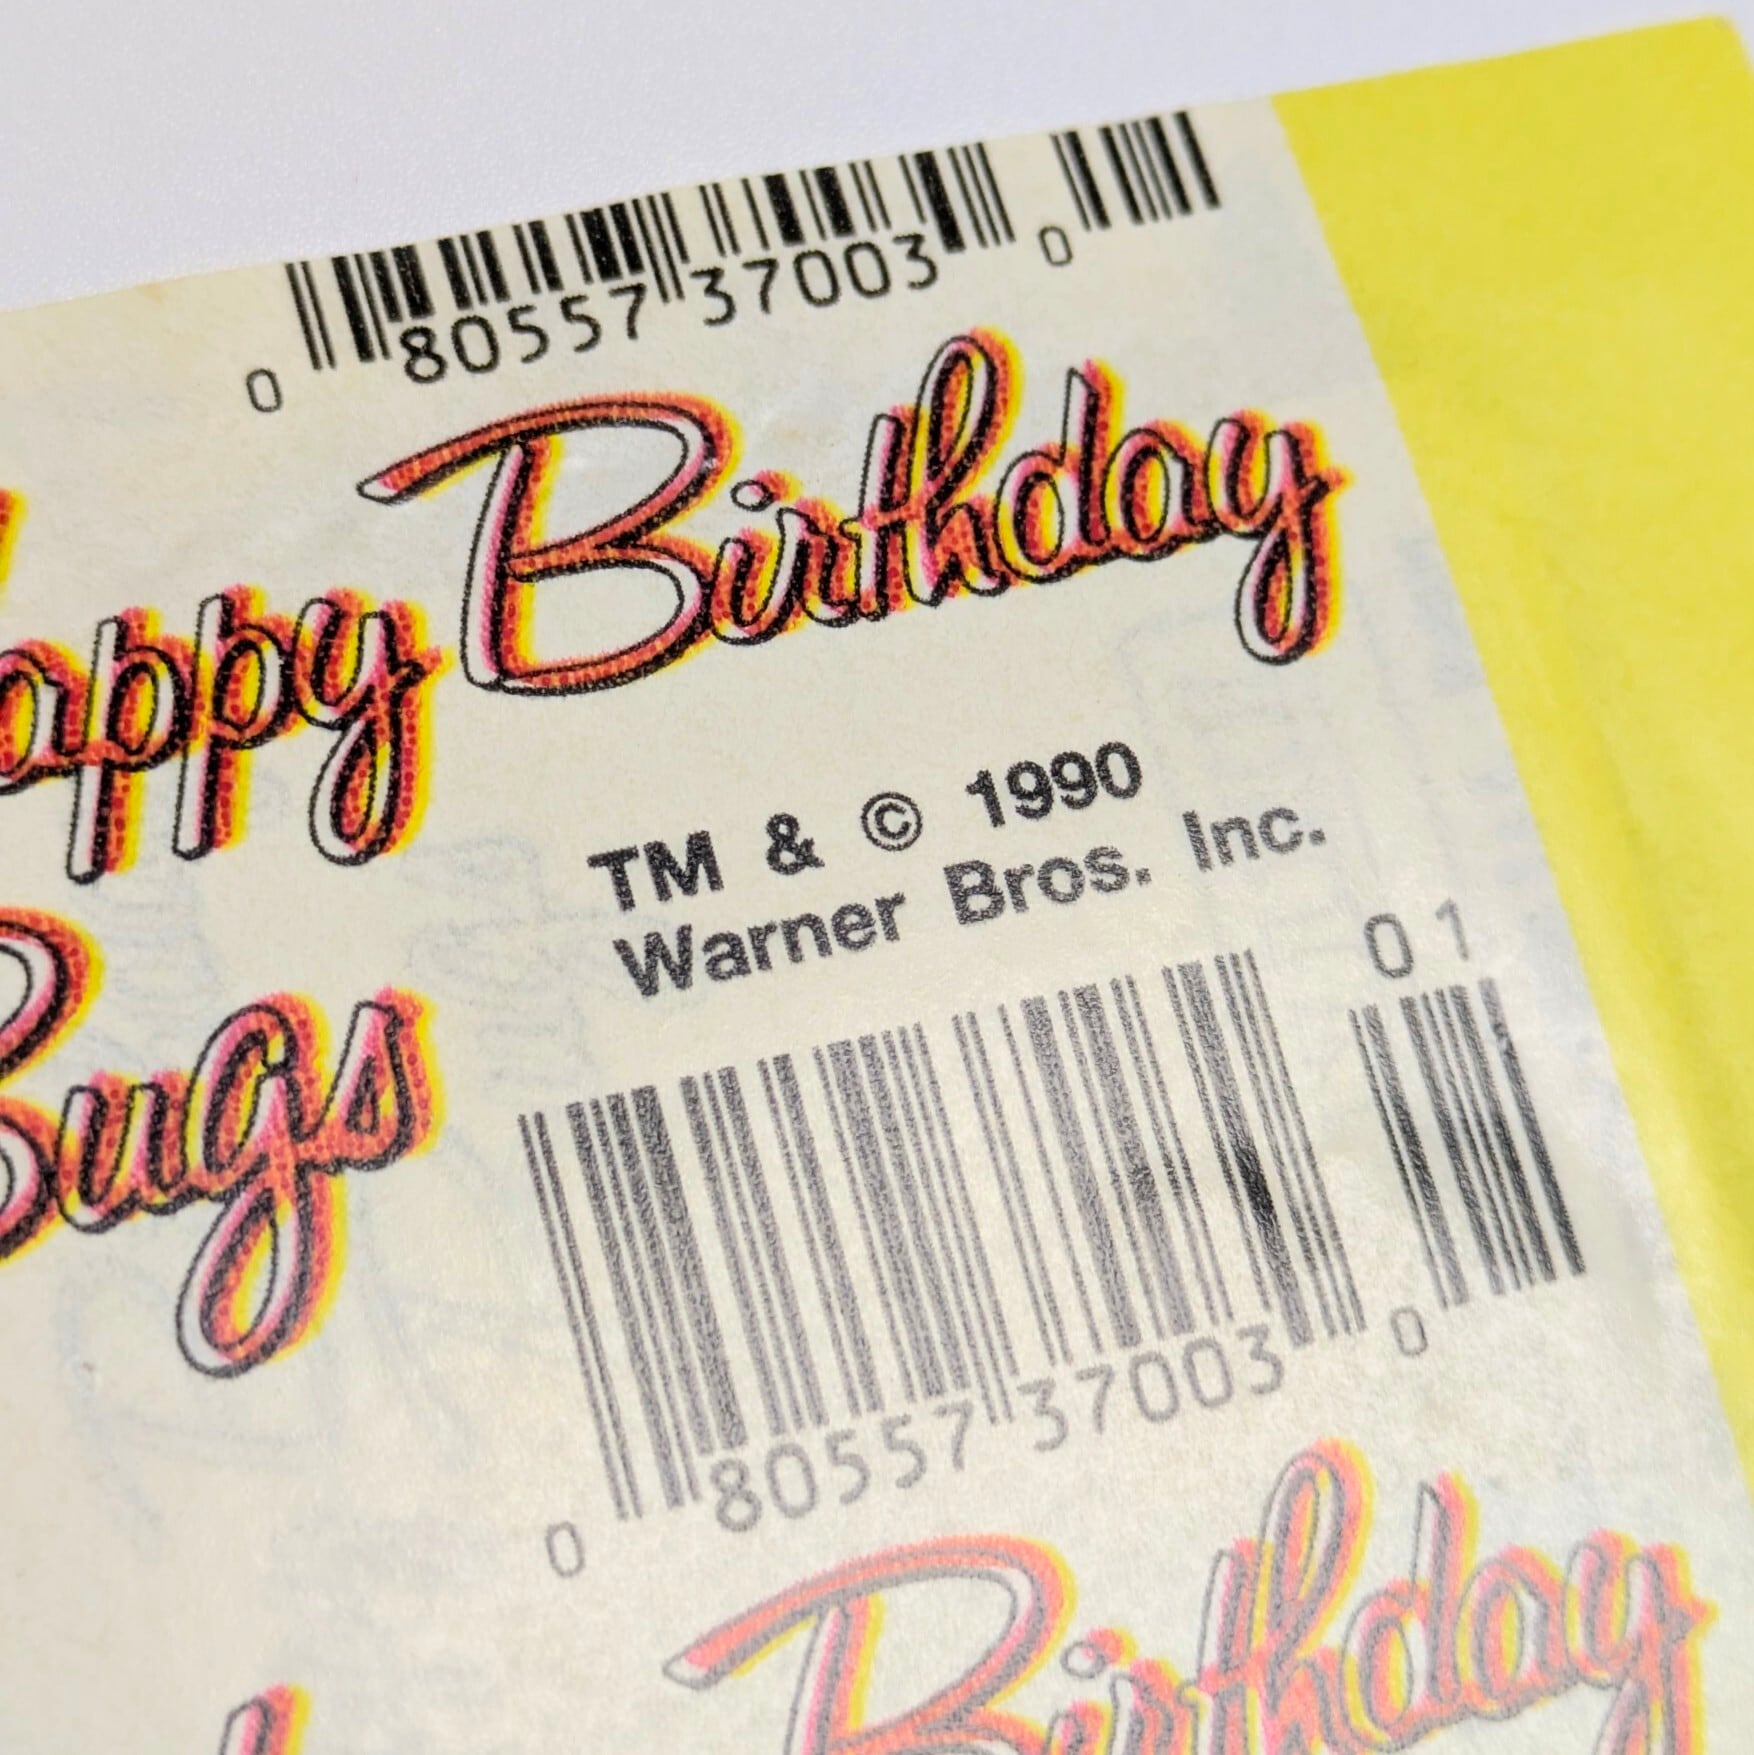 0 80557 37003 0
appy Birthday
TM & © 1990
Warner Bros. Inc.
Bugs
01
0 80557 37003 0
Birthday